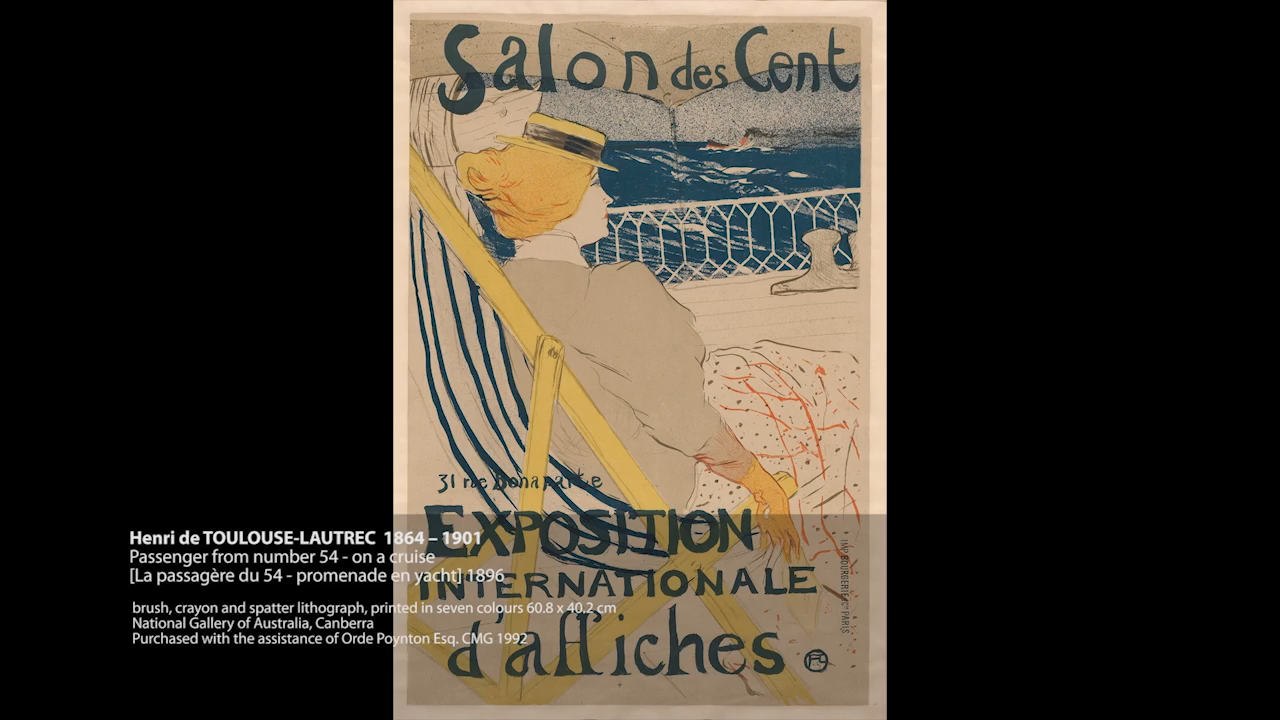 Salon des Cent
31 rue Bonaparte
EXPOSITION
INTERNATIONALE
d'affiches
IMP. BOURGERIE & Cie PARIS
Henri de TOULOUSE-LAUTREC 1864 – 1901
Passenger from number 54 - on a cruise
[La passagère du 54 - promenade en yacht] 1896
brush, crayon and spatter lithograph, printed in seven colours 60.8 x 40.2 cm
National Gallery of Australia, Canberra
Purchased with the assistance of Orde Poynton Esq. CMG 1992